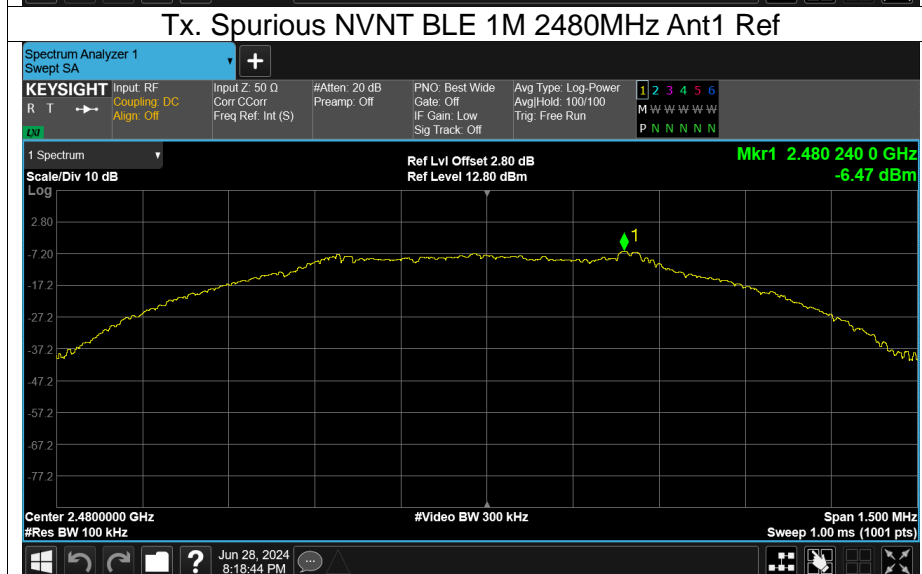 Tx. Spurious NVNT BLE 1M 2480MHz Ant1 Ref
Spectrum Analyzer 1
Swept SA
+
KEYSIGHT
R T
LXI
Input: RF
Coupling: DC
Align: Off
Input Z: 50 Ω
Corr CCorr
Freq Ref: Int (S)
#Atten: 20 dB
Preamp: Off
PNO: Best Wide
Gate: Off
IF Gain: Low
Sig Track: Off
Avg Type: Log-Power
Avg|Hold: 100/100
Trig: Free Run
1 2 3 4 5 6
M W W W W W
P N N N N N
1 Spectrum
Scale/Div 10 dB
Ref Lvl Offset 2.80 dB
Ref Level 12.80 dBm
Mkr1 2.480 240 0 GHz
-6.47 dBm
Log
2.80
-7.20
-17.2
-27.2
-37.2
-47.2
-57.2
-67.2
-77.2
1
Center 2.4800000 GHz
#Res BW 100 kHz
#Video BW 300 kHz
Span 1.500 MHz
Sweep 1.00 ms (1001 pts)
?
Jun 28, 2024
8:18:44 PM